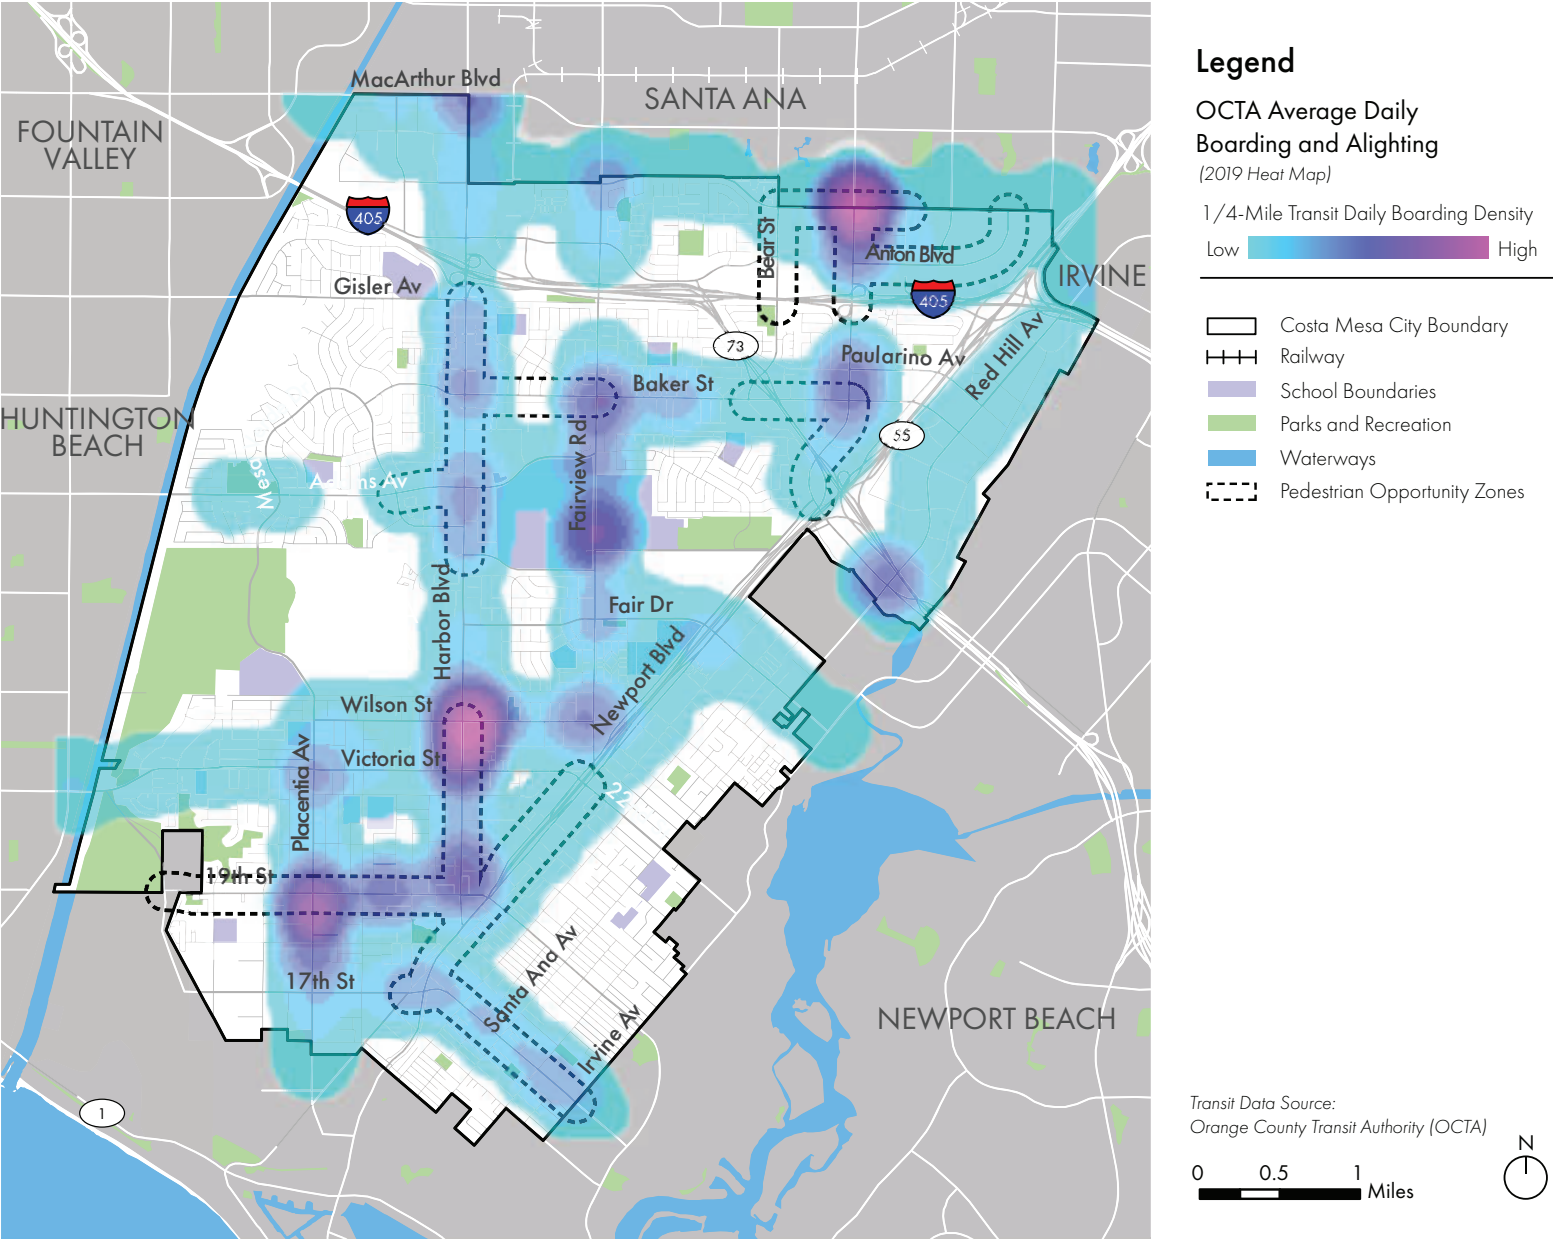 MacArthur Blvd
SANTA ANA
FOUNTAIN
VALLEY
405
Bear St
Anton Blvd
IRVINE
Gisler Av
405
73
Paularino Av
Red Hill Av
Baker St
HUNTINGTON
BEACH
55
Fairview Rd
Mesa
Adams Av
Harbor Blvd
Fair Dr
Newport Blvd
Wilson St
Victoria St
Placentia Av
22
19th St
Santa Ana Av
17th St
Irvine Av
NEWPORT BEACH
1
Legend
OCTA Average Daily
Boarding and Alighting
(2019 Heat Map)
1/4-Mile Transit Daily Boarding Density
Low High
Costa Mesa City Boundary
Railway
School Boundaries
Parks and Recreation
Waterways
Pedestrian Opportunity Zones
Transit Data Source:
Orange County Transit Authority (OCTA)
N
0 0.5 1
Miles